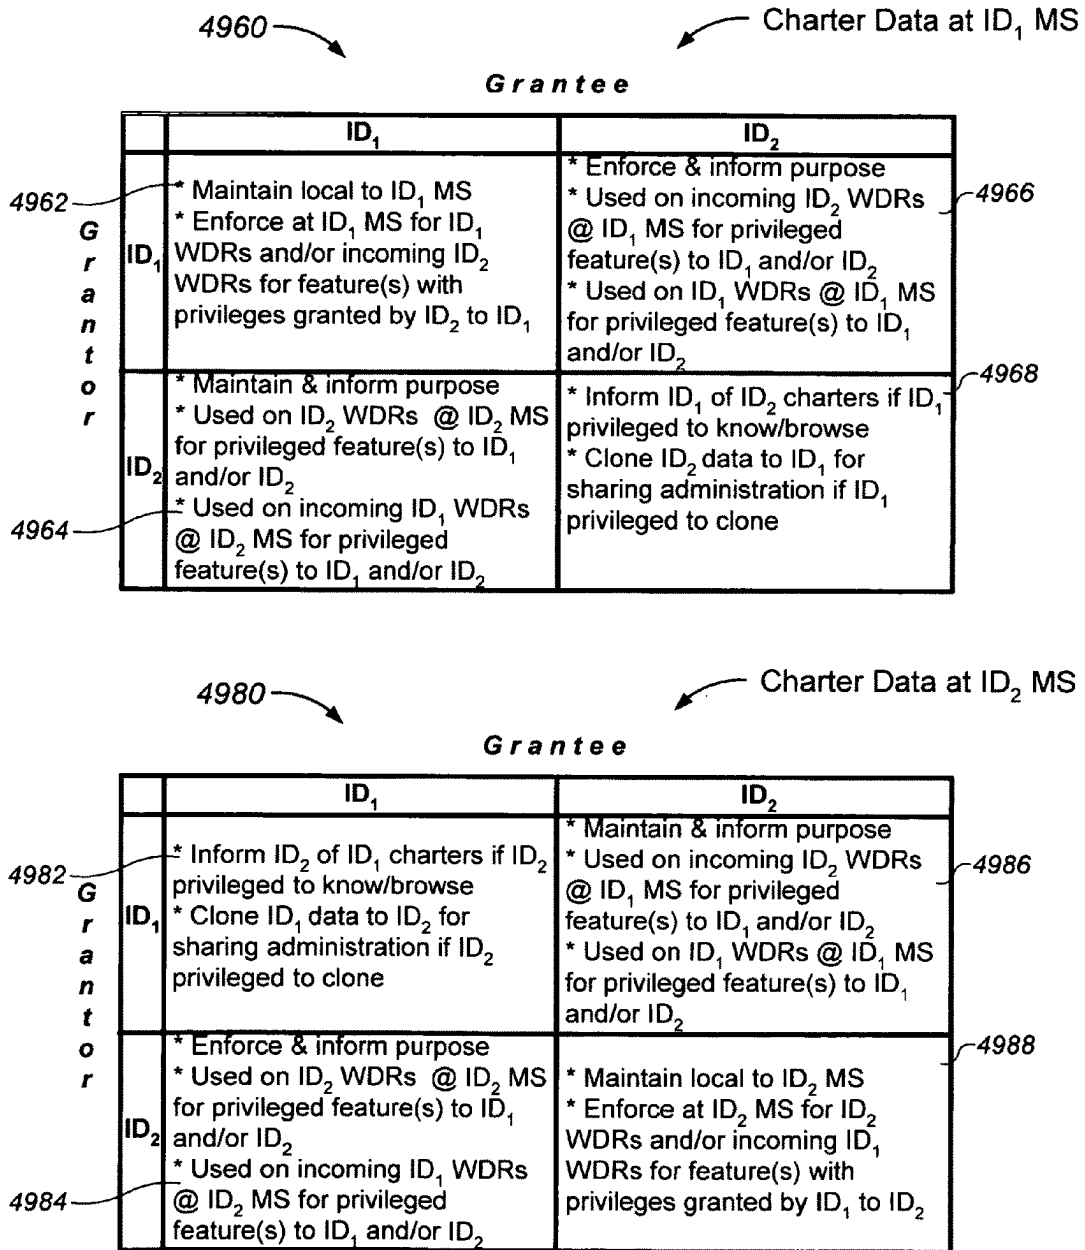 4960
Charter Data at ID₁ MS
Grantee
ID₁
ID₂
4962
Grantor
ID₁
* Maintain local to ID₁ MS
* Enforce at ID₁ MS for ID₁
WDRs and/or incoming ID₂
WDRs for feature(s) with
privileges granted by ID₂ to ID₁
* Enforce & inform purpose
* Used on incoming ID₂ WDRs
@ ID₁ MS for privileged
feature(s) to ID₁ and/or ID₂
* Used on ID₁ WDRs @ ID₁ MS
for privileged feature(s) to ID₁
and/or ID₂
4966
ID₂
* Maintain & inform purpose
* Used on ID₂ WDRs @ ID₂ MS
for privileged feature(s) to ID₁
and/or ID₂
* Used on incoming ID₁ WDRs
@ ID₂ MS for privileged
feature(s) to ID₁ and/or ID₂
4964
* Inform ID₁ of ID₂ charters if ID₁
privileged to know/browse
* Clone ID₂ data to ID₁ for
sharing administration if ID₁
privileged to clone
4968
4980
Charter Data at ID₂ MS
Grantee
ID₁
ID₂
4982
Grantor
ID₁
* Inform ID₂ of ID₁ charters if ID₂
privileged to know/browse
* Clone ID₁ data to ID₂ for
sharing administration if ID₂
privileged to clone
* Maintain & inform purpose
* Used on incoming ID₂ WDRs
@ ID₁ MS for privileged
feature(s) to ID₁ and/or ID₂
* Used on ID₁ WDRs @ ID₁ MS
for privileged feature(s) to ID₁
and/or ID₂
4986
ID₂
* Enforce & inform purpose
* Used on ID₂ WDRs @ ID₂ MS
for privileged feature(s) to ID₁
and/or ID₂
* Used on incoming ID₁ WDRs
@ ID₂ MS for privileged
feature(s) to ID₁ and/or ID₂
4984
* Maintain local to ID₂ MS
* Enforce at ID₂ MS for ID₂
WDRs and/or incoming ID₁
WDRs for feature(s) with
privileges granted by ID₁ to ID₂
4988